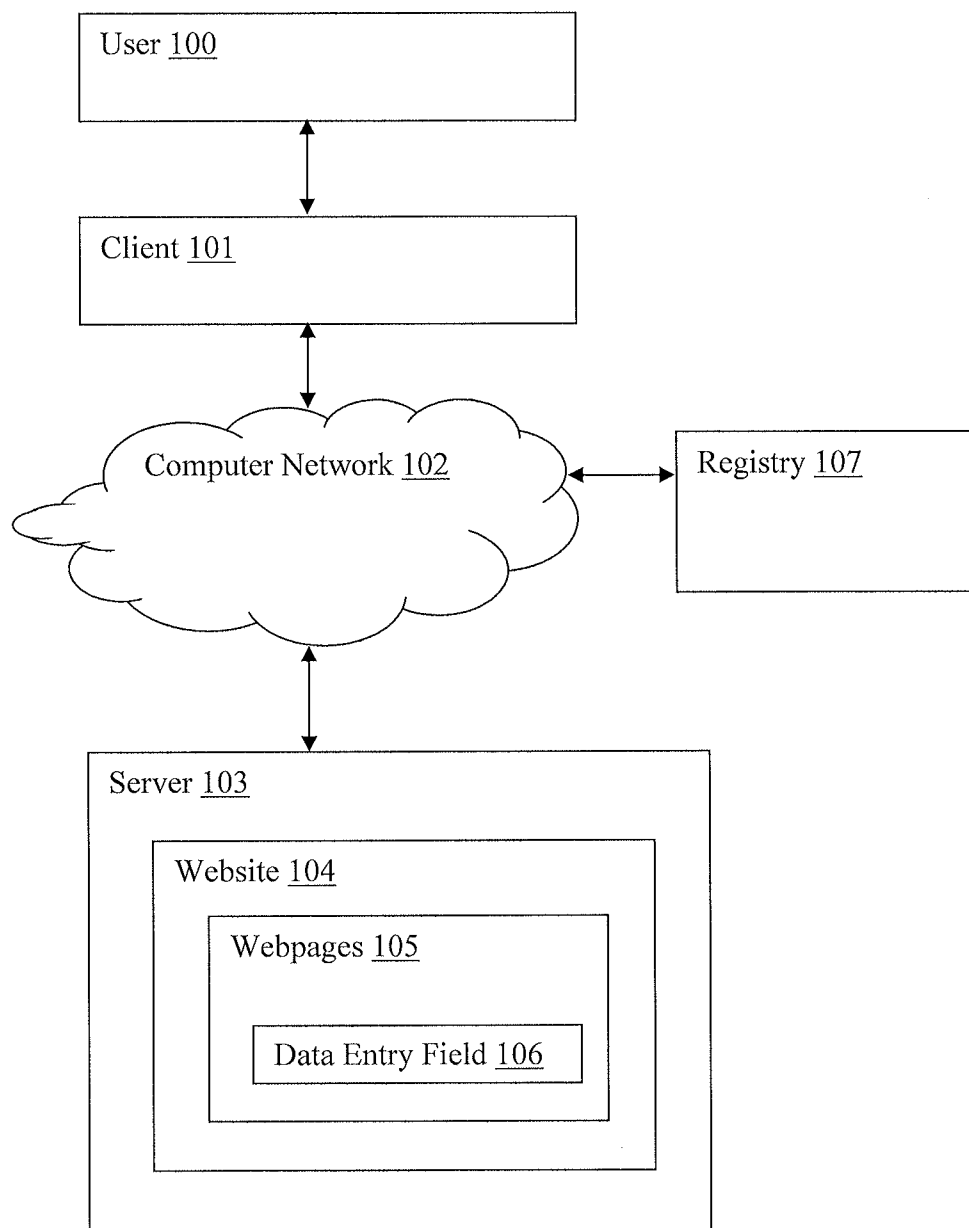 User 100
Client 101
Computer Network 102
Registry 107
Server 103
Website 104
Webpages 105
Data Entry Field 106